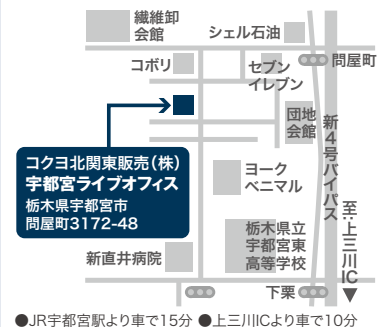 繊維卸
会館
シェル石油
コボリ
セブン
イレブン
問屋町
団地
会館
新4号バイパス
コクヨ北関東販売（株）
宇都宮ライブオフィス
栃木県宇都宮市
問屋町3172-48
ヨーク
ベニマル
栃木県立
宇都宮東
高等学校
新直井病院
至:上三川IC
下栗
●JR宇都宮駅より車で15分 ●上三川ICより車で10分